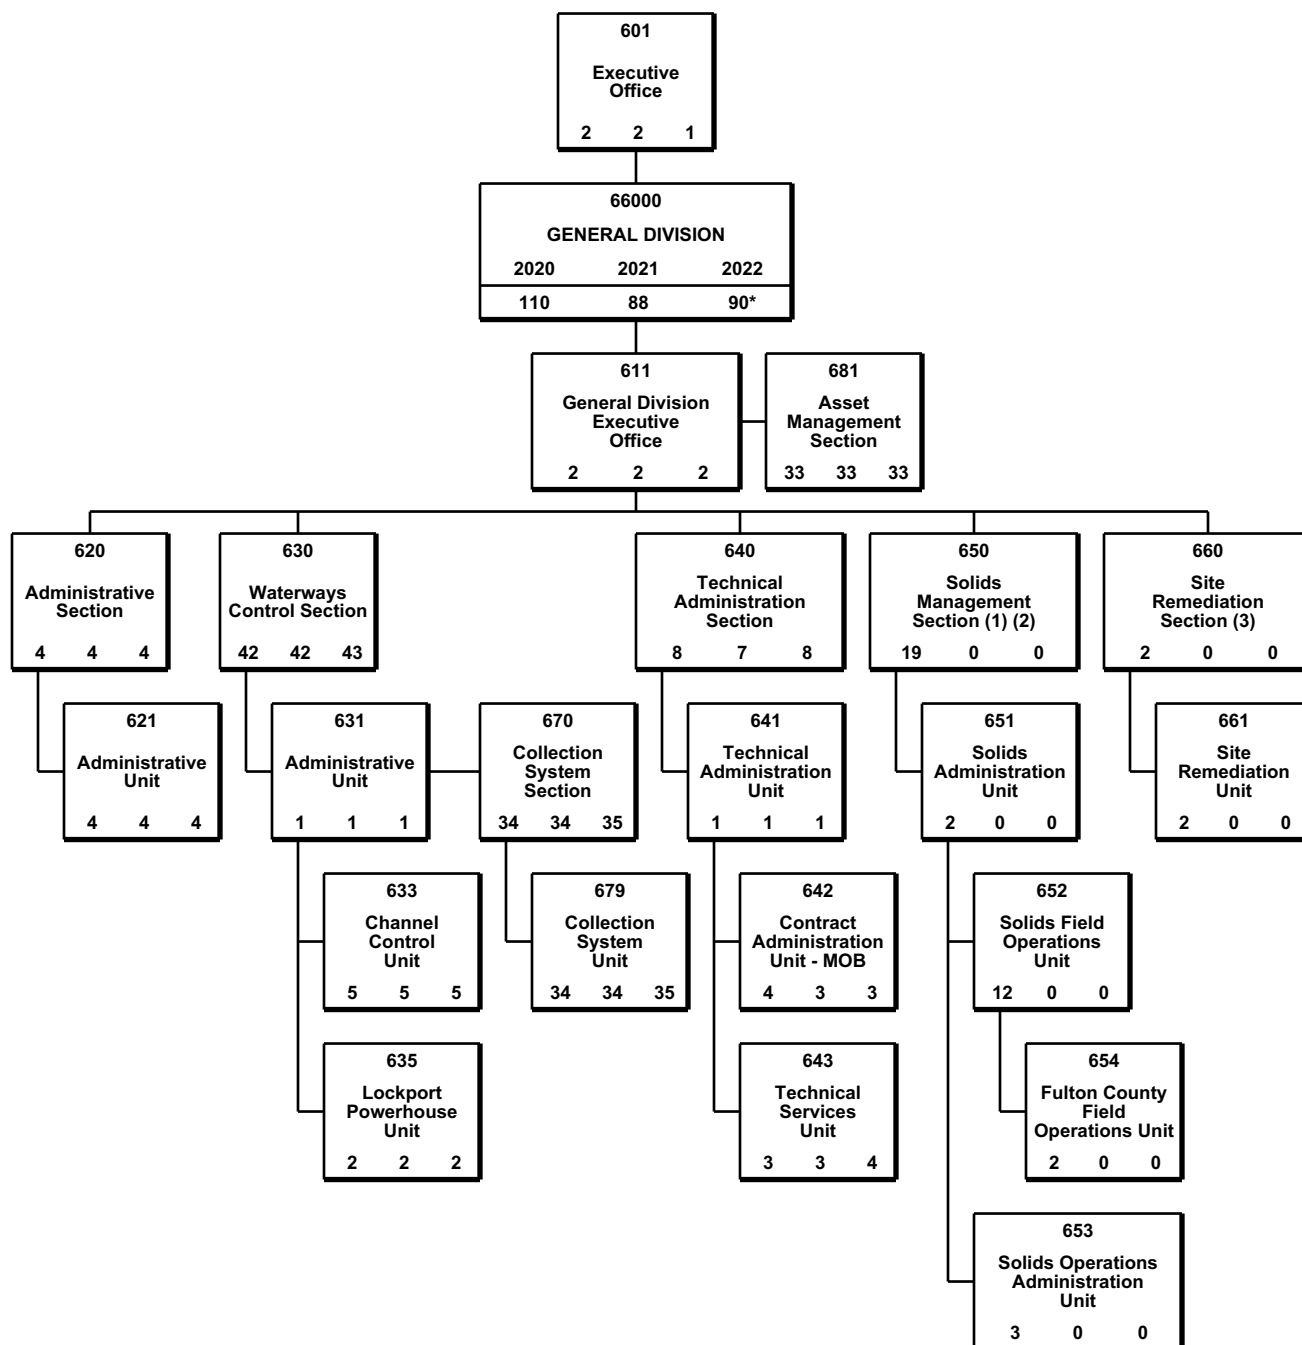 601
Executive
Office
2 2 1
66000
GENERAL DIVISION
2020 2021 2022
110 88 90*
611
General Division
Executive
Office
2 2 2
681
Asset
Management
Section
33 33 33
620
Administrative
Section
4 4 4
630
Waterways
Control Section
42 42 43
640
Technical
Administration
Section
8 7 8
650
Solids
Management
Section (1) (2)
19 0 0
660
Site
Remediation
Section (3)
2 0 0
621
Administrative
Unit
4 4 4
631
Administrative
Unit
1 1 1
670
Collection
System
Section
34 34 35
641
Technical
Administration
Unit
1 1 1
651
Solids
Administration
Unit
2 0 0
661
Site
Remediation
Unit
2 0 0
633
Channel
Control
Unit
5 5 5
679
Collection
System
Unit
34 34 35
642
Contract
Administration
Unit - MOB
4 3 3
652
Solids Field
Operations
Unit
12 0 0
635
Lockport
Powerhouse
Unit
2 2 2
643
Technical
Services
Unit
3 3 4
654
Fulton County
Field
Operations Unit
2 0 0
653
Solids Operations
Administration
Unit
3 0 0